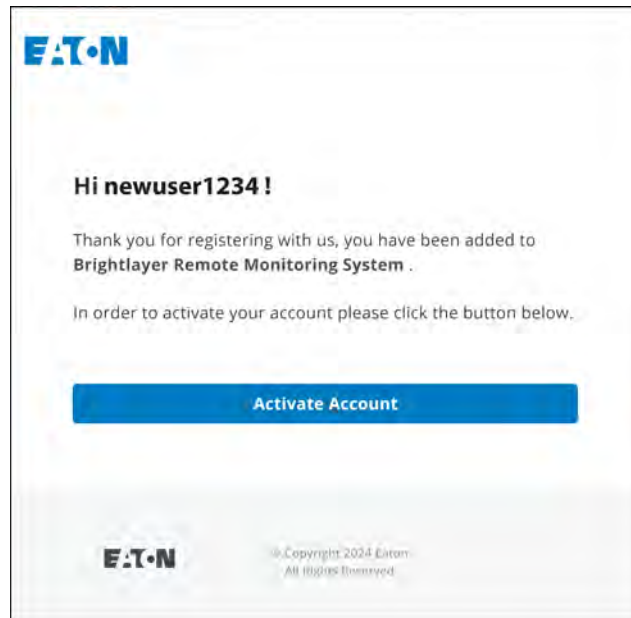 EATON
Hi newuser1234 !
Thank you for registering with us, you have been added to
Brightlayer Remote Monitoring System .
In order to activate your account please click the button below.
Activate Account
EATON
© Copyright 2024 Eaton
All Rights Reserved